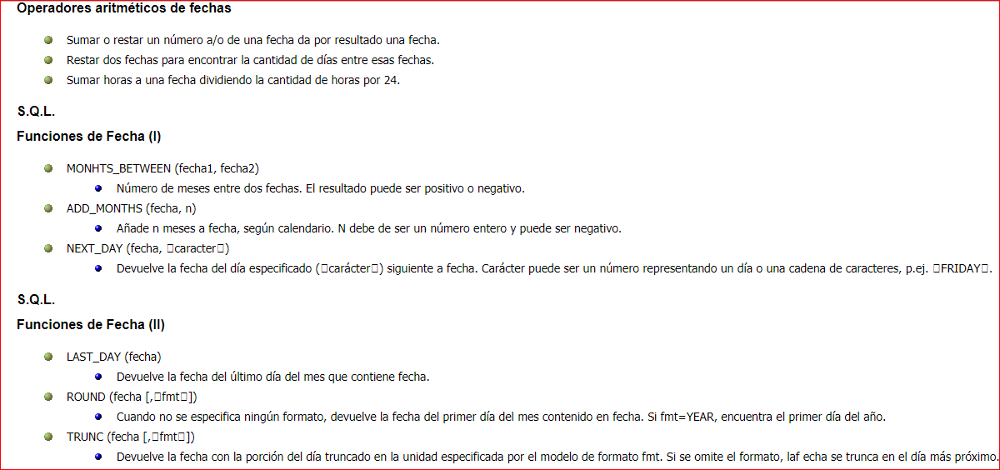 Operadores aritméticos de fechas
Sumar o restar un número a/o de una fecha da por resultado una fecha.
Restar dos fechas para encontrar la cantidad de días entre esas fechas.
Sumar horas a una fecha dividiendo la cantidad de horas por 24.
S.Q.L.
Funciones de Fecha (I)
MONHTS_BETWEEN (fecha1, fecha2)
Número de meses entre dos fechas. El resultado puede ser positivo o negativo.
ADD_MONTHS (fecha, n)
Añade n meses a fecha, según calendario. N debe de ser un número entero y puede ser negativo.
NEXT_DAY (fecha, □caracter□)
Devuelve la fecha del día especificado (□carácter□) siguiente a fecha. Carácter puede ser un número representando un día o una cadena de caracteres, p.ej. □FRIDAY□.
S.Q.L.
Funciones de Fecha (II)
LAST_DAY (fecha)
Devuelve la fecha del último día del mes que contiene fecha.
ROUND (fecha [,□fmt□])
Cuando no se especifica ningún formato, devuelve la fecha del primer día del mes contenido en fecha. Si fmt=YEAR, encuentra el primer día del año.
TRUNC (fecha [,□fmt□])
Devuelve la fecha con la porción del día truncado en la unidad especificada por el modelo de formato fmt. Si se omite el formato, laf echa se trunca en el día más próximo.